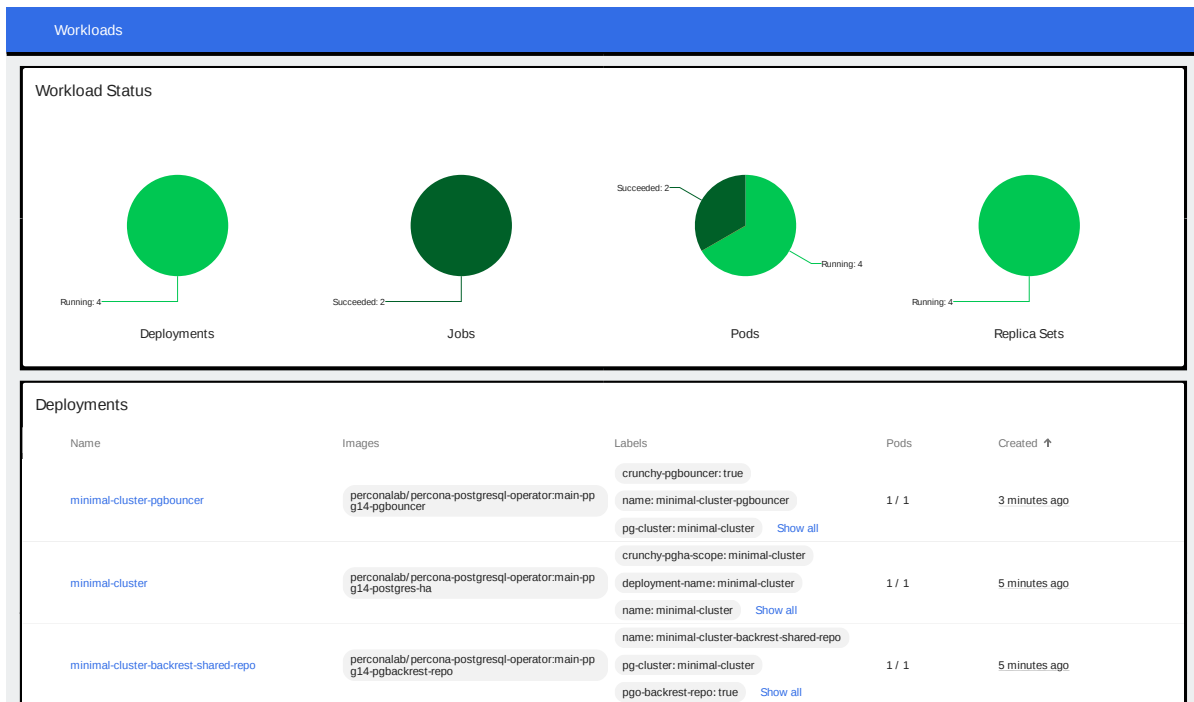 Workloads
Workload Status
Succeeded: 2
Running: 4
Running: 4
Succeeded: 2
Running: 4
Deployments
Jobs
Pods
Replica Sets
Deployments
Name Images Labels Pods Created
crunchy-pgbouncer: true
minimal-cluster-pgbouncer
perconalab/percona-postgresql-operator:main-pp
g14-pgbouncer
name: minimal-cluster-pgbouncer
1 / 1
3 minutes ago
pg-cluster: minimal-cluster
Show all
crunchy-pgha-scope: minimal-cluster
minimal-cluster
perconalab/percona-postgresql-operator:main-pp
g14-postgres-ha
deployment-name: minimal-cluster
1 / 1
5 minutes ago
name: minimal-cluster
Show all
name: minimal-cluster-backrest-shared-repo
minimal-cluster-backrest-shared-repo
perconalab/percona-postgresql-operator:main-pp
g14-pgbackrest-repo
pg-cluster: minimal-cluster
1 / 1
5 minutes ago
pgo-backrest-repo: true
Show all